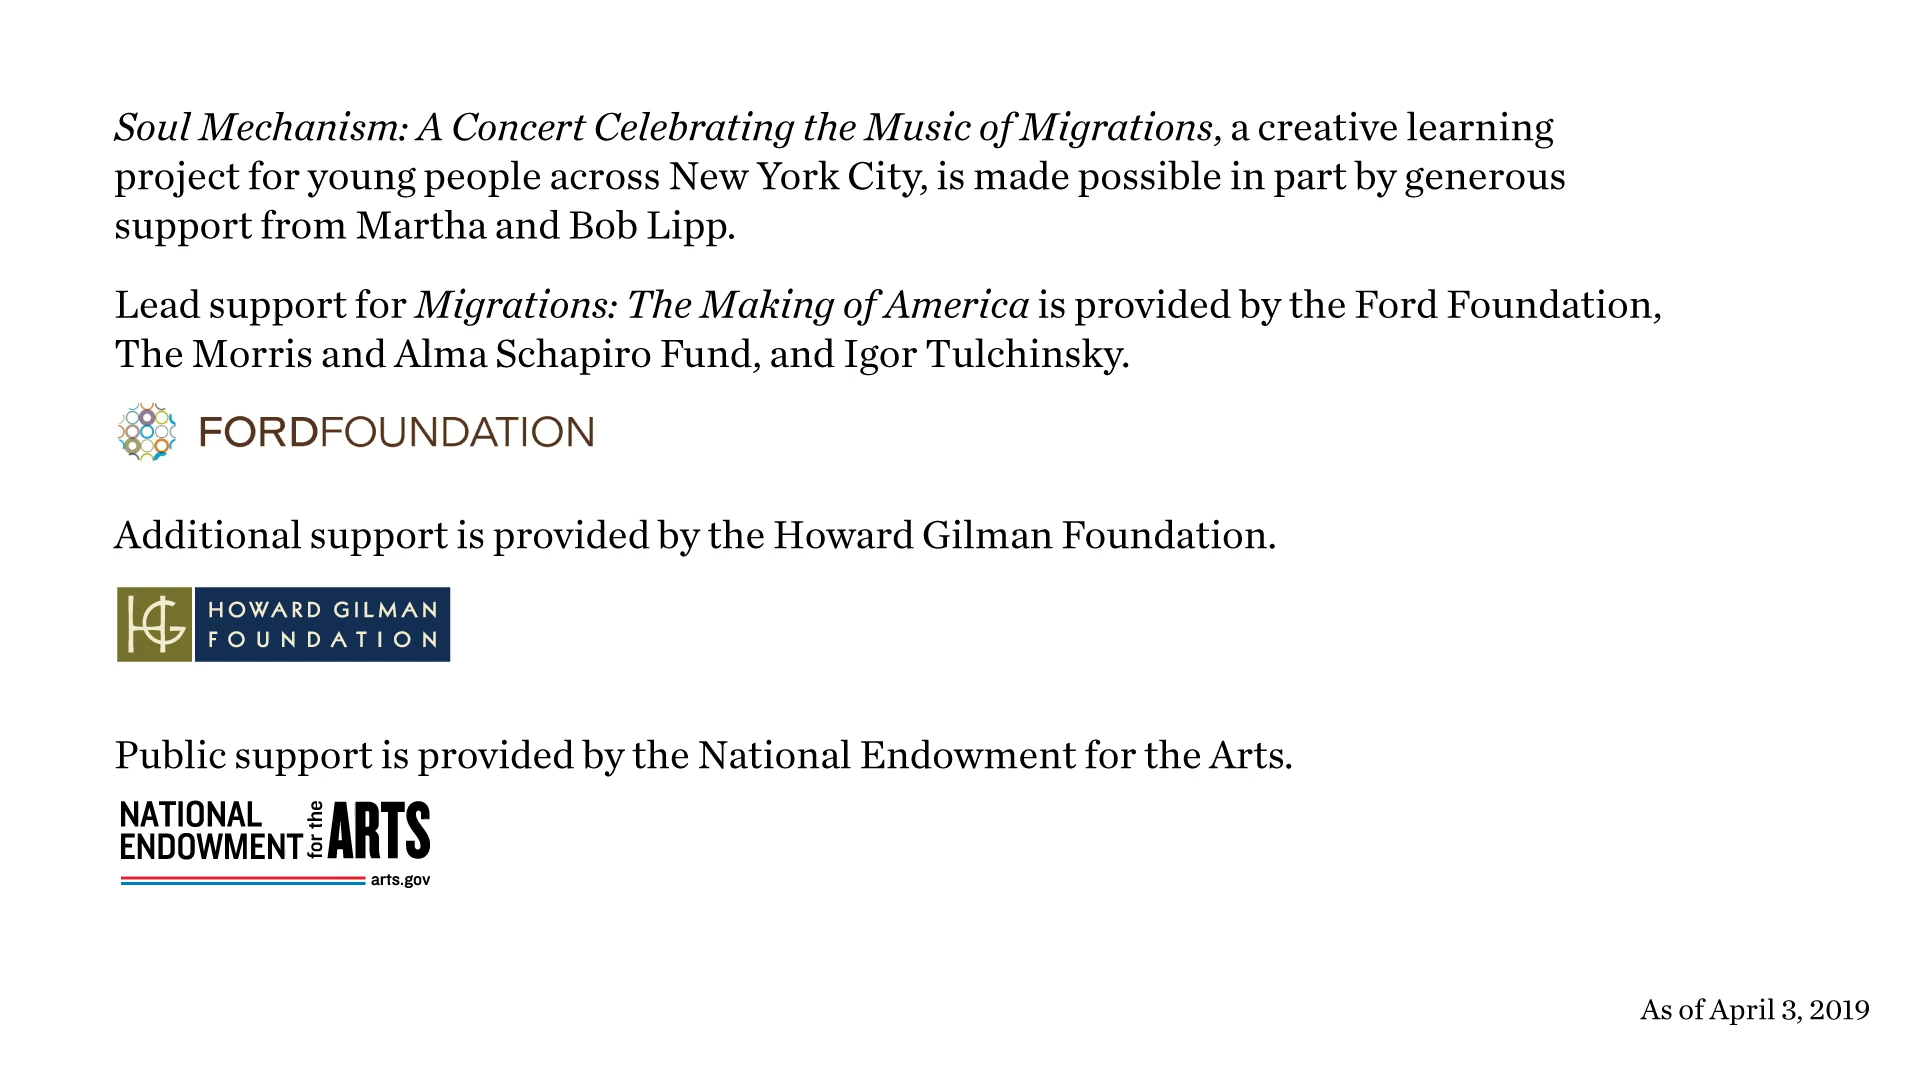 Soul Mechanism: A Concert Celebrating the Music of Migrations, a creative learning
project for young people across New York City, is made possible in part by generous
support from Martha and Bob Lipp.
Lead support for Migrations: The Making of America is provided by the Ford Foundation,
The Morris and Alma Schapiro Fund, and Igor Tulchinsky.
FORDFOUNDATION
Additional support is provided by the Howard Gilman Foundation.
HG
HOWARD GILMAN
FOUNDATION
Public support is provided by the National Endowment for the Arts.
NATIONAL
ENDOWMENT
for the
ARTS
arts.gov
As of April 3, 2019